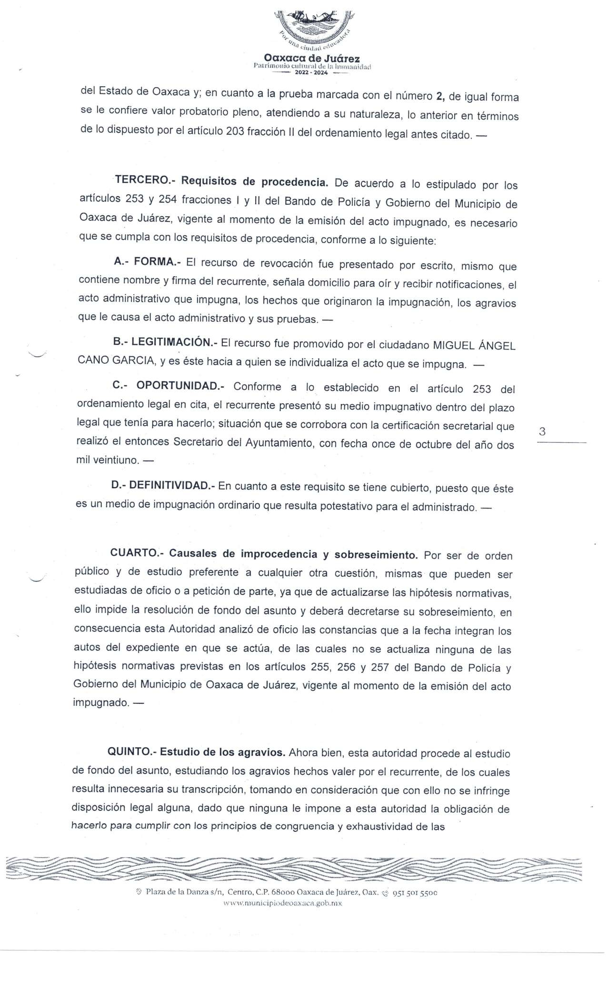 Por una ciudad educadora
Oaxaca de Juárez
Patrimonio cultural de la humanidad
2022 - 2024
del Estado de Oaxaca y; en cuanto a la prueba marcada con el número 2, de igual forma
se le confiere valor probatorio pleno, atendiendo a su naturaleza, lo anterior en términos
de lo dispuesto por el artículo 203 fracción II del ordenamiento legal antes citado. —
TERCERO.- Requisitos de procedencia. De acuerdo a lo estipulado por los
artículos 253 y 254 fracciones I y II del Bando de Policía y Gobierno del Municipio de
Oaxaca de Juárez, vigente al momento de la emisión del acto impugnado, es necesario
que se cumpla con los requisitos de procedencia, conforme a lo siguiente:
A.- FORMA.- El recurso de revocación fue presentado por escrito, mismo que
contiene nombre y firma del recurrente, señala domicilio para oír y recibir notificaciones, el
acto administrativo que impugna, los hechos que originaron la impugnación, los agravios
que le causa el acto administrativo y sus pruebas. —
B.- LEGITIMACIÓN.- El recurso fue promovido por el ciudadano MIGUEL ÁNGEL
CANO GARCIA, y es éste hacia a quien se individualiza el acto que se impugna. —
C.- OPORTUNIDAD.- Conforme a lo establecido en el artículo 253 del
ordenamiento legal en cita, el recurrente presentó su medio impugnativo dentro del plazo
legal que tenía para hacerlo; situación que se corrobora con la certificación secretarial que
realizó el entonces Secretario del Ayuntamiento, con fecha once de octubre del año dos
mil veintiuno. —
3
D.- DEFINITIVIDAD.- En cuanto a este requisito se tiene cubierto, puesto que éste
es un medio de impugnación ordinario que resulta potestativo para el administrado. —
CUARTO.- Causales de improcedencia y sobreseimiento. Por ser de orden
público y de estudio preferente a cualquier otra cuestión, mismas que pueden ser
estudiadas de oficio o a petición de parte, ya que de actualizarse las hipótesis normativas,
ello impide la resolución de fondo del asunto y deberá decretarse su sobreseimiento, en
consecuencia esta Autoridad analizó de oficio las constancias que a la fecha integran los
autos del expediente en que se actúa, de las cuales no se actualiza ninguna de las
hipótesis normativas previstas en los artículos 255, 256 y 257 del Bando de Policía y
Gobierno del Municipio de Oaxaca de Juárez, vigente al momento de la emisión del acto
impugnado. —
QUINTO.- Estudio de los agravios. Ahora bien, esta autoridad procede al estudio
de fondo del asunto, estudiando los agravios hechos valer por el recurrente, de los cuales
resulta innecesaria su transcripción, tomando en consideración que con ello no se infringe
disposición legal alguna, dado que ninguna le impone a esta autoridad la obligación de
hacerlo para cumplir con los principios de congruencia y exhaustividad de las
Plaza de la Danza s/n, Centro, C.P. 68000 Oaxaca de Juárez, Oax. 951 501 5500
www.municipiodeoaxaca.gob.mx